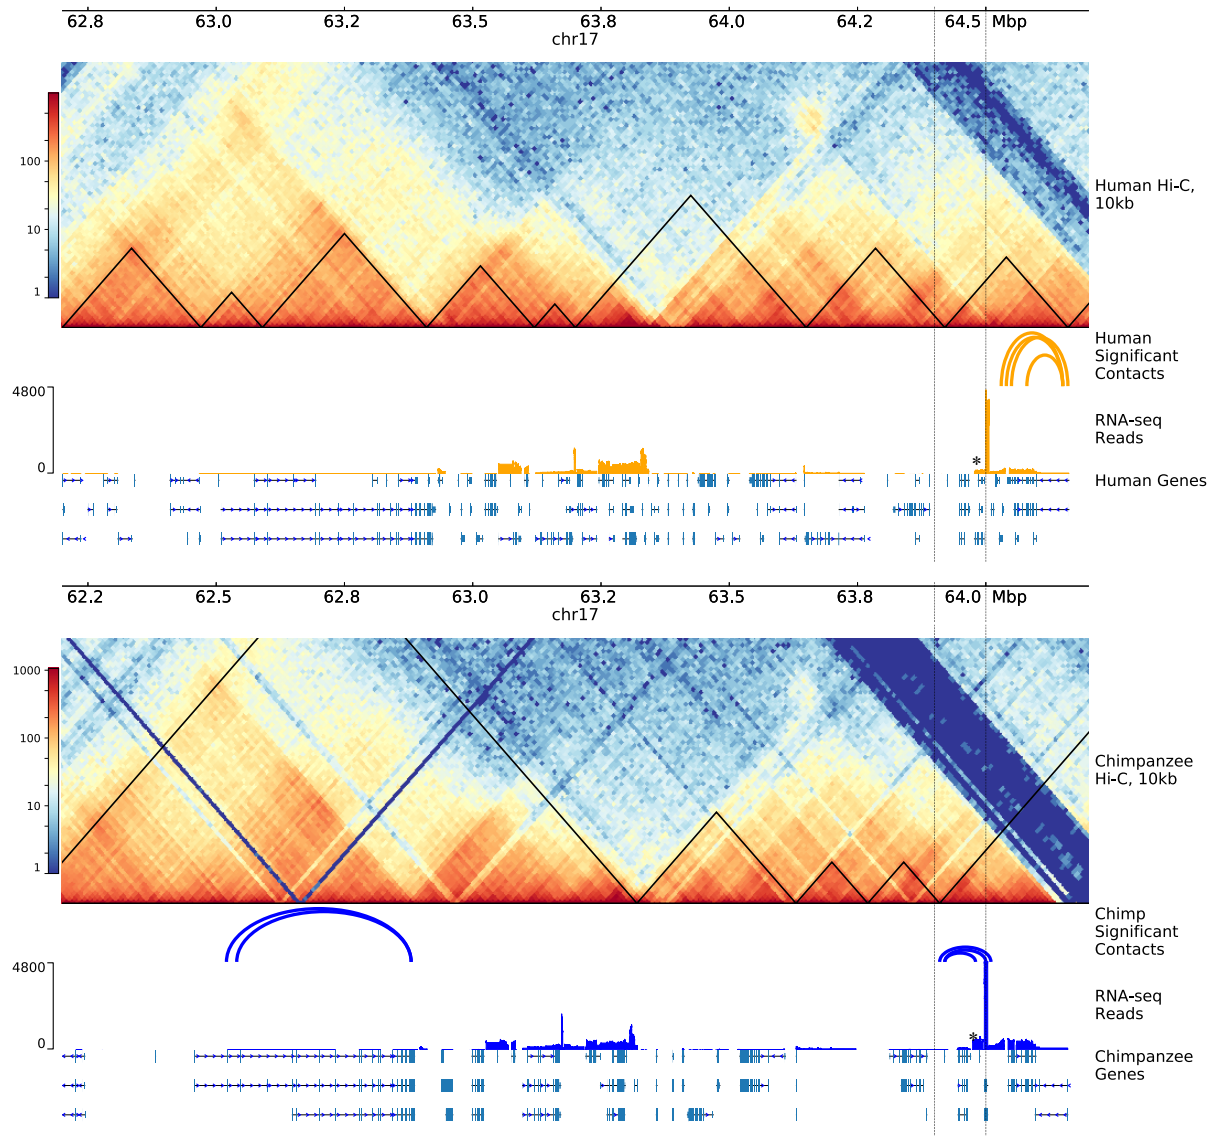 62.8 63.0 63.2 63.5 63.8 64.0 64.2 64.5 Mbp
chr17
100
10
1
Human Hi-C,
10kb
Human
Significant
Contacts
4800
0
RNA-seq
Reads
*
Human Genes
62.2 62.5 62.8 63.0 63.2 63.5 63.8 64.0 Mbp
chr17
1000
100
10
1
Chimpanzee
Hi-C, 10kb
Chimp
Significant
Contacts
4800
0
RNA-seq
Reads
*
Chimpanzee
Genes